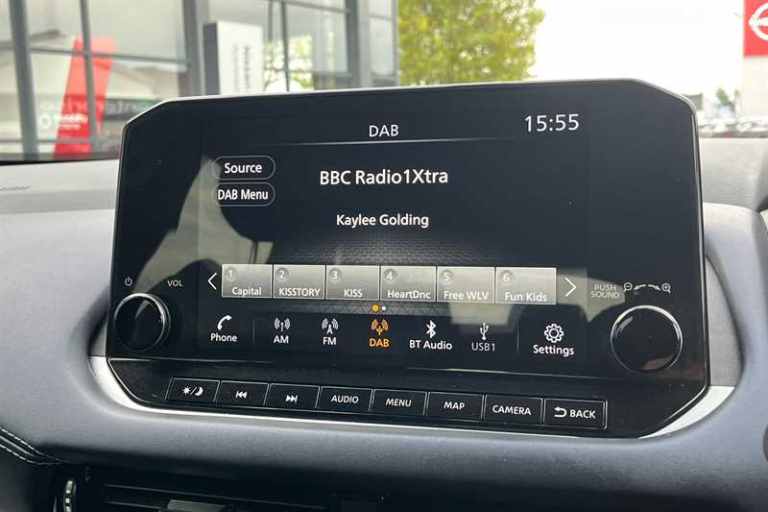 DAB
15:55
Source
BBC Radio1Xtra
DAB Menu
Kaylee Golding
1 Capital
2 KISSTORY
3 KISS
4 HeartDnc
5 Free WLV
6 Fun Kids
VOL
PUSH
SOUND
Phone
AM
FM
DAB
BT Audio
USB1
Settings
AUDIO
MENU
MAP
CAMERA
BACK